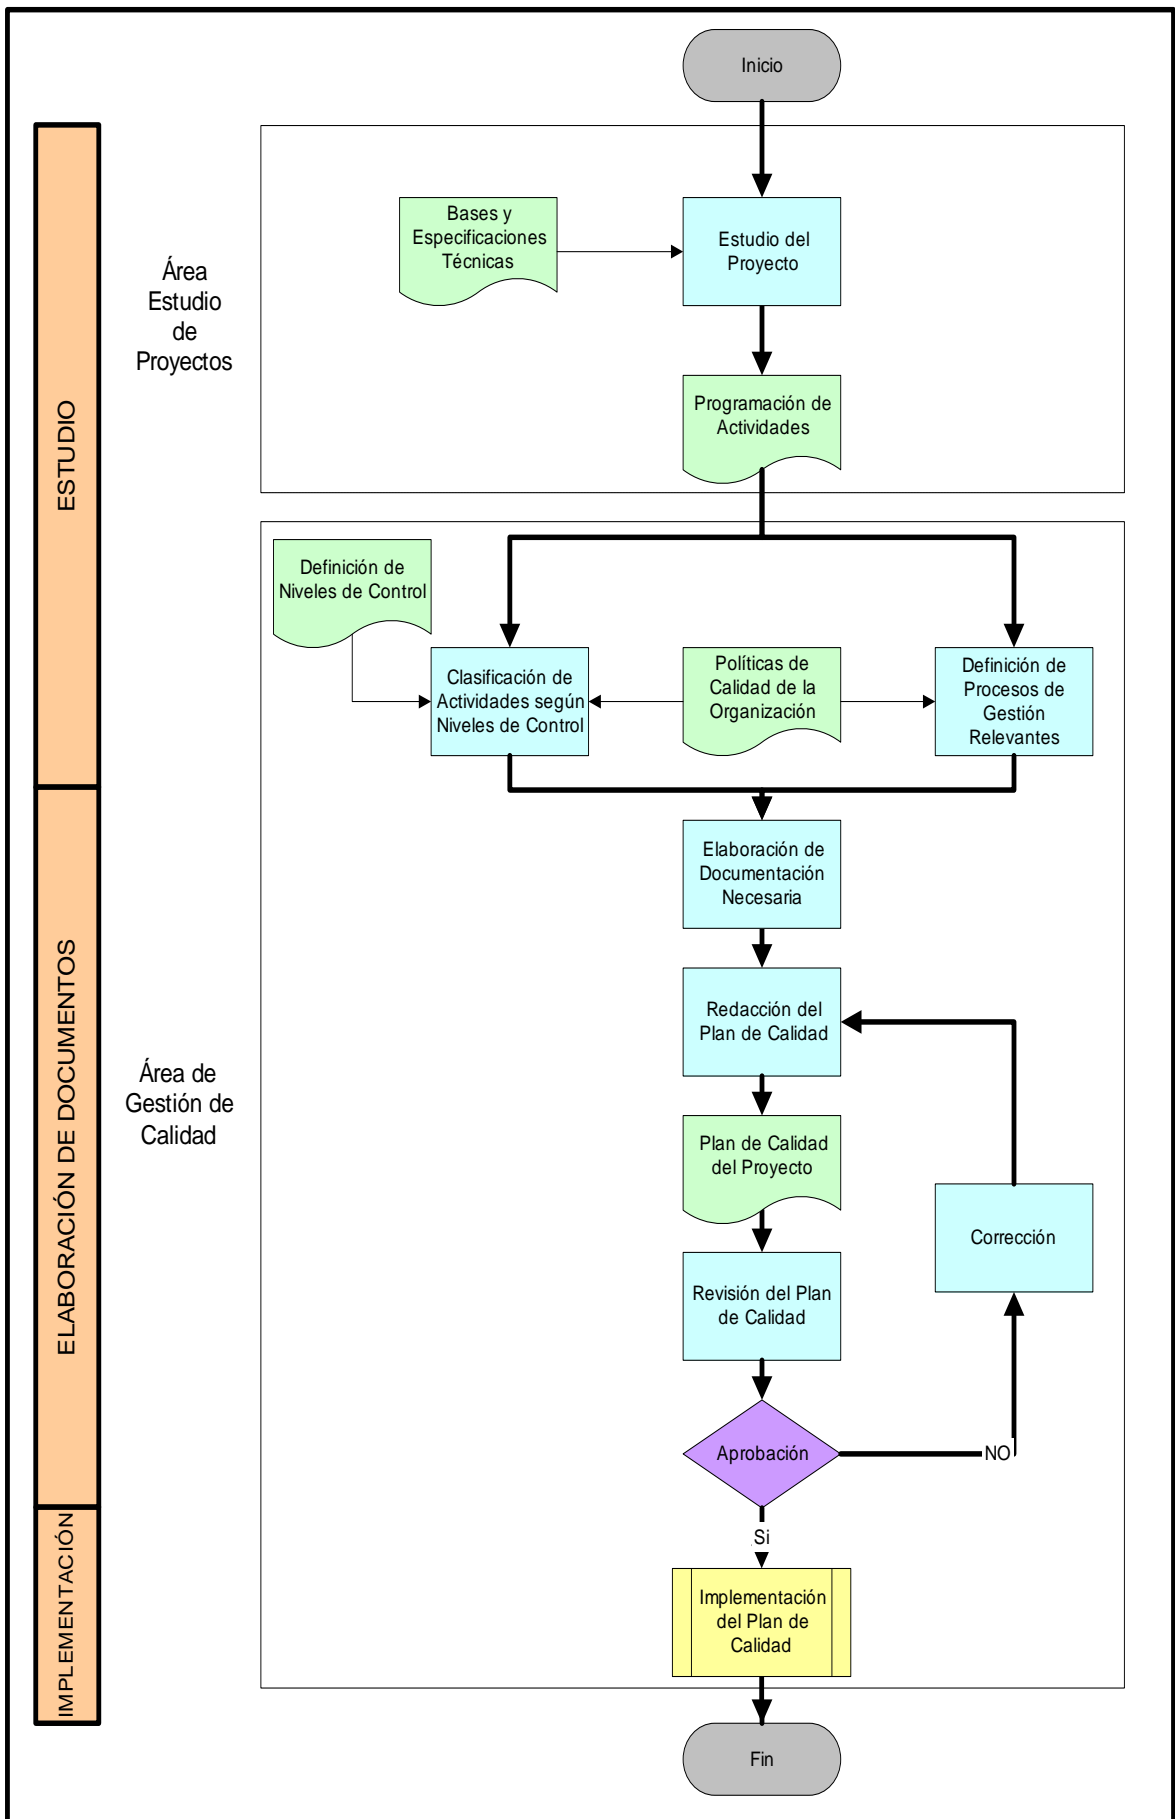 Inicio
ESTUDIO
Área
Estudio
de
Proyectos
Bases y
Especificaciones
Técnicas
Estudio del
Proyecto
Programación de
Actividades
Definición de
Niveles de Control
Clasificación de
Actividades según
Niveles de Control
Políticas de
Calidad de la
Organización
Definición de
Procesos de
Gestión
Relevantes
ELABORACIÓN DE DOCUMENTOS
Área de
Gestión de
Calidad
Elaboración de
Documentación
Necesaria
Redacción del
Plan de Calidad
Plan de Calidad
del Proyecto
Corrección
Revisión del Plan
de Calidad
Aprobación
NO
Si
IMPLEMENTACIÓN
Implementación
del Plan de
Calidad
Fin